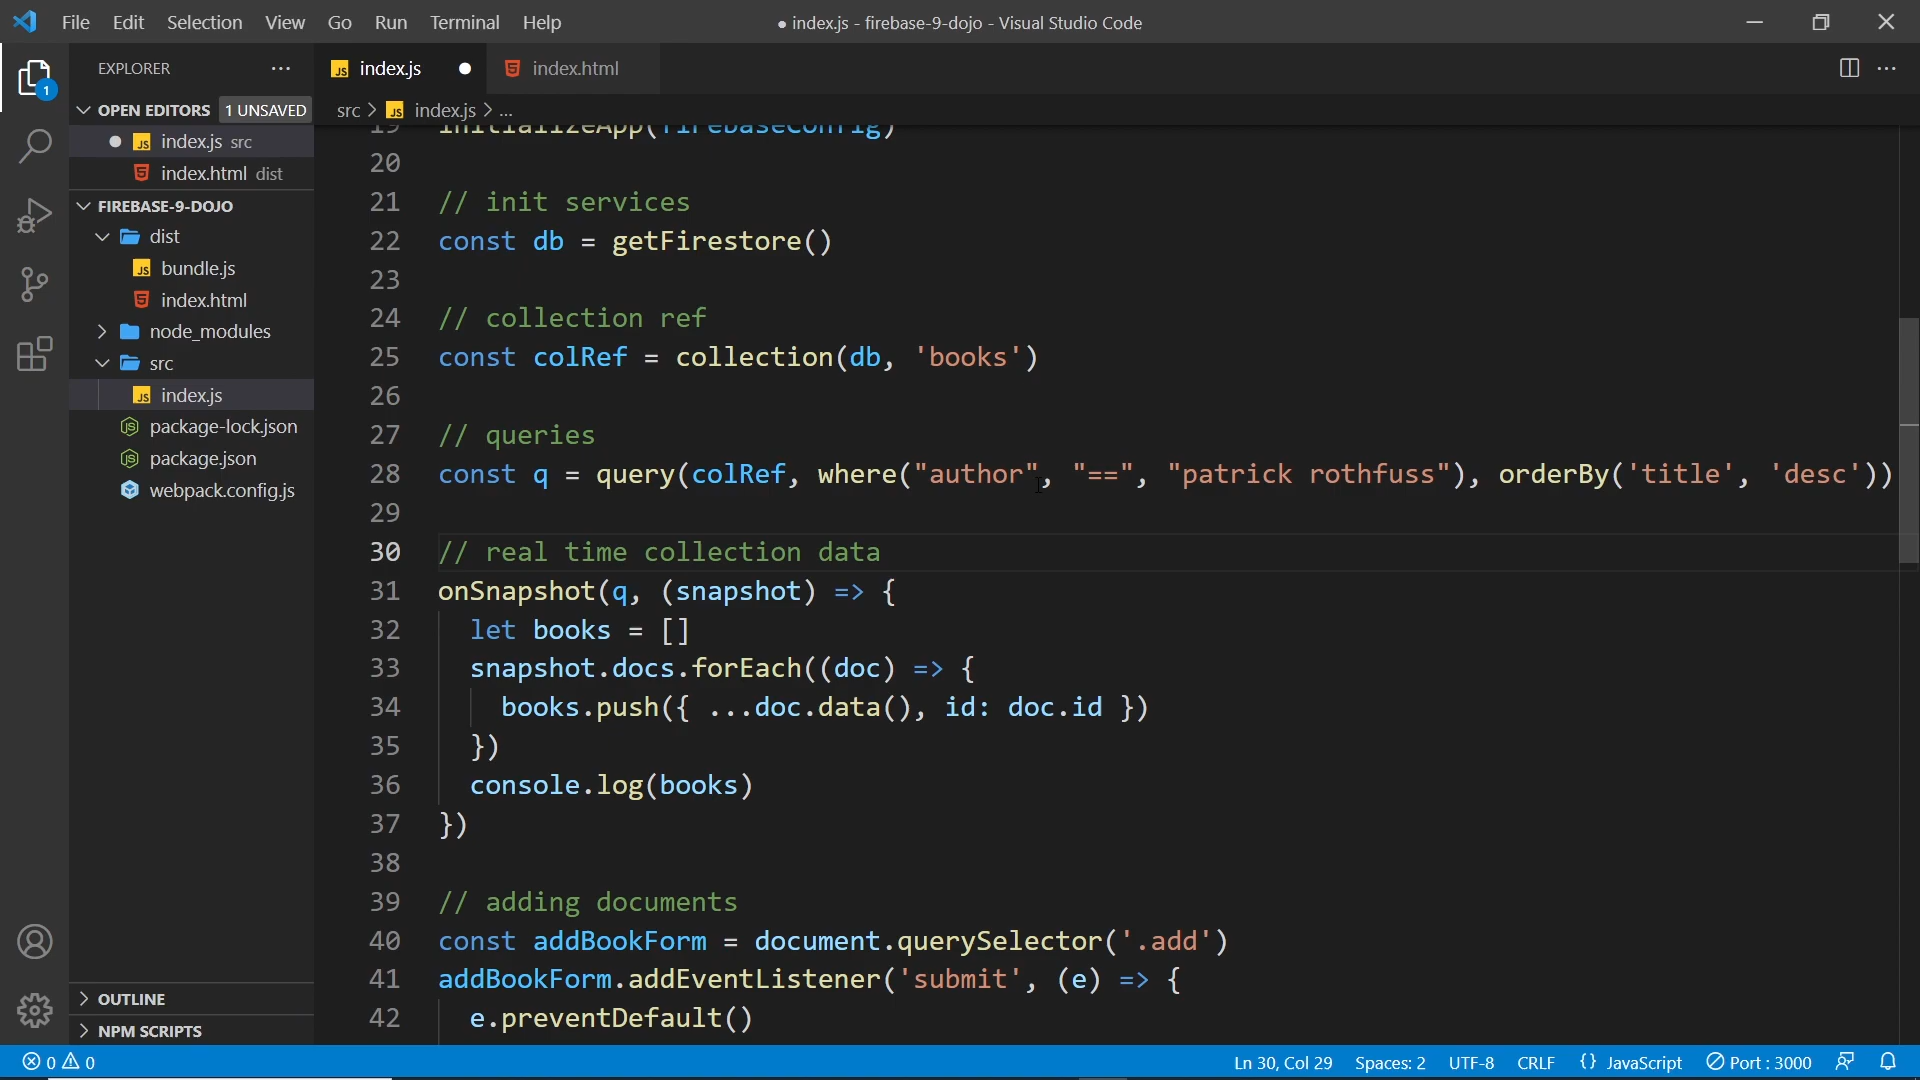 File Edit Selection View Go Run Terminal Help
● index.js - firebase-9-dojo - Visual Studio Code
EXPLORER ...
OPEN EDITORS 1 UNSAVED
index.js src
index.html dist
FIREBASE-9-DOJO
dist
bundle.js
index.html
node_modules
src
index.js
package-lock.json
package.json
webpack.config.js
OUTLINE
NPM SCRIPTS
1
JS index.js
index.html
src > JS index.js > ...
19 initializeApp(firebaseConfig)
20
21 // init services
22 const db = getFirestore()
23
24 // collection ref
25 const colRef = collection(db, 'books')
26
27 // queries
28 const q = query(colRef, where("author", "==", "patrick rothfuss"), orderBy('title', 'desc'))
29
30 // real time collection data
31 onSnapshot(q, (snapshot) => {
32 let books = []
33 snapshot.docs.forEach((doc) => {
34 books.push({ ...doc.data(), id: doc.id })
35 })
36 console.log(books)
37 })
38
39 // adding documents
40 const addBookForm = document.querySelector('.add')
41 addBookForm.addEventListener('submit', (e) => {
42 e.preventDefault()
0 0
Ln 30, Col 29 Spaces: 2 UTF-8 CRLF {} JavaScript Port : 3000